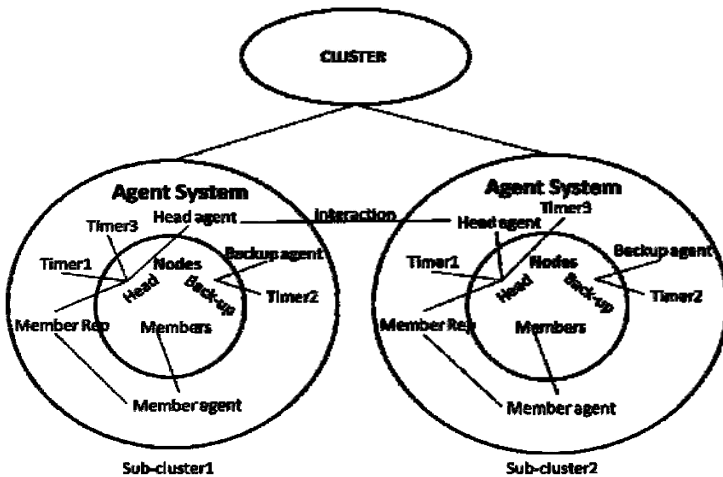 CLUSTER
Agent System
Timer3
Head agent
Interaction
Timer1
Nodes
Backup agent
Head
Back-up
Timer2
Member Rep
Members
Member agent
Sub-cluster1
Agent System
Timer3
Head agent
Timer1
Nodes
Backup agent
Head
Back-up
Timer2
Member Rep
Members
Member agent
Sub-cluster2